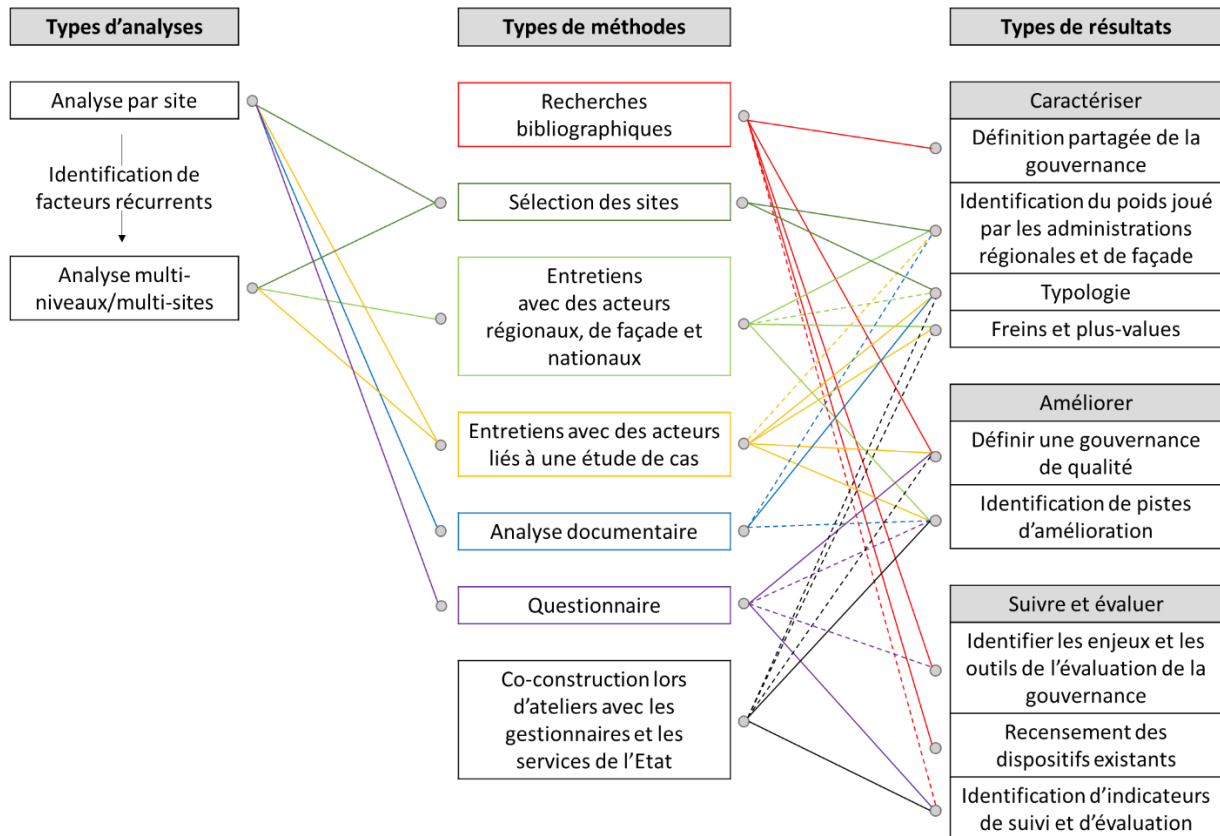 Types d'analyses
Analyse par site
Identification de
facteurs récurrents
Analyse multi-
niveaux/multi-sites
Types de méthodes
Recherches
bibliographiques
Sélection des sites
Entretiens
avec des acteurs
régionaux, de façade et
nationaux
Entretiens avec des acteurs
liés à une étude de cas
Analyse documentaire
Questionnaire
Co-construction lors
d'ateliers avec les
gestionnaires et les
services de l'Etat
Types de résultats
Caractériser
Définition partagée de la
gouvernance
Identification du poids joué
par les administrations
régionales et de façade
Typologie
Freins et plus-values
Améliorer
Définir une gouvernance
de qualité
Identification de pistes
d'amélioration
Suivre et évaluer
Identifier les enjeux et les
outils de l'évaluation de la
gouvernance
Recensement des
dispositifs existants
Identification d'indicateurs
de suivi et d'évaluation